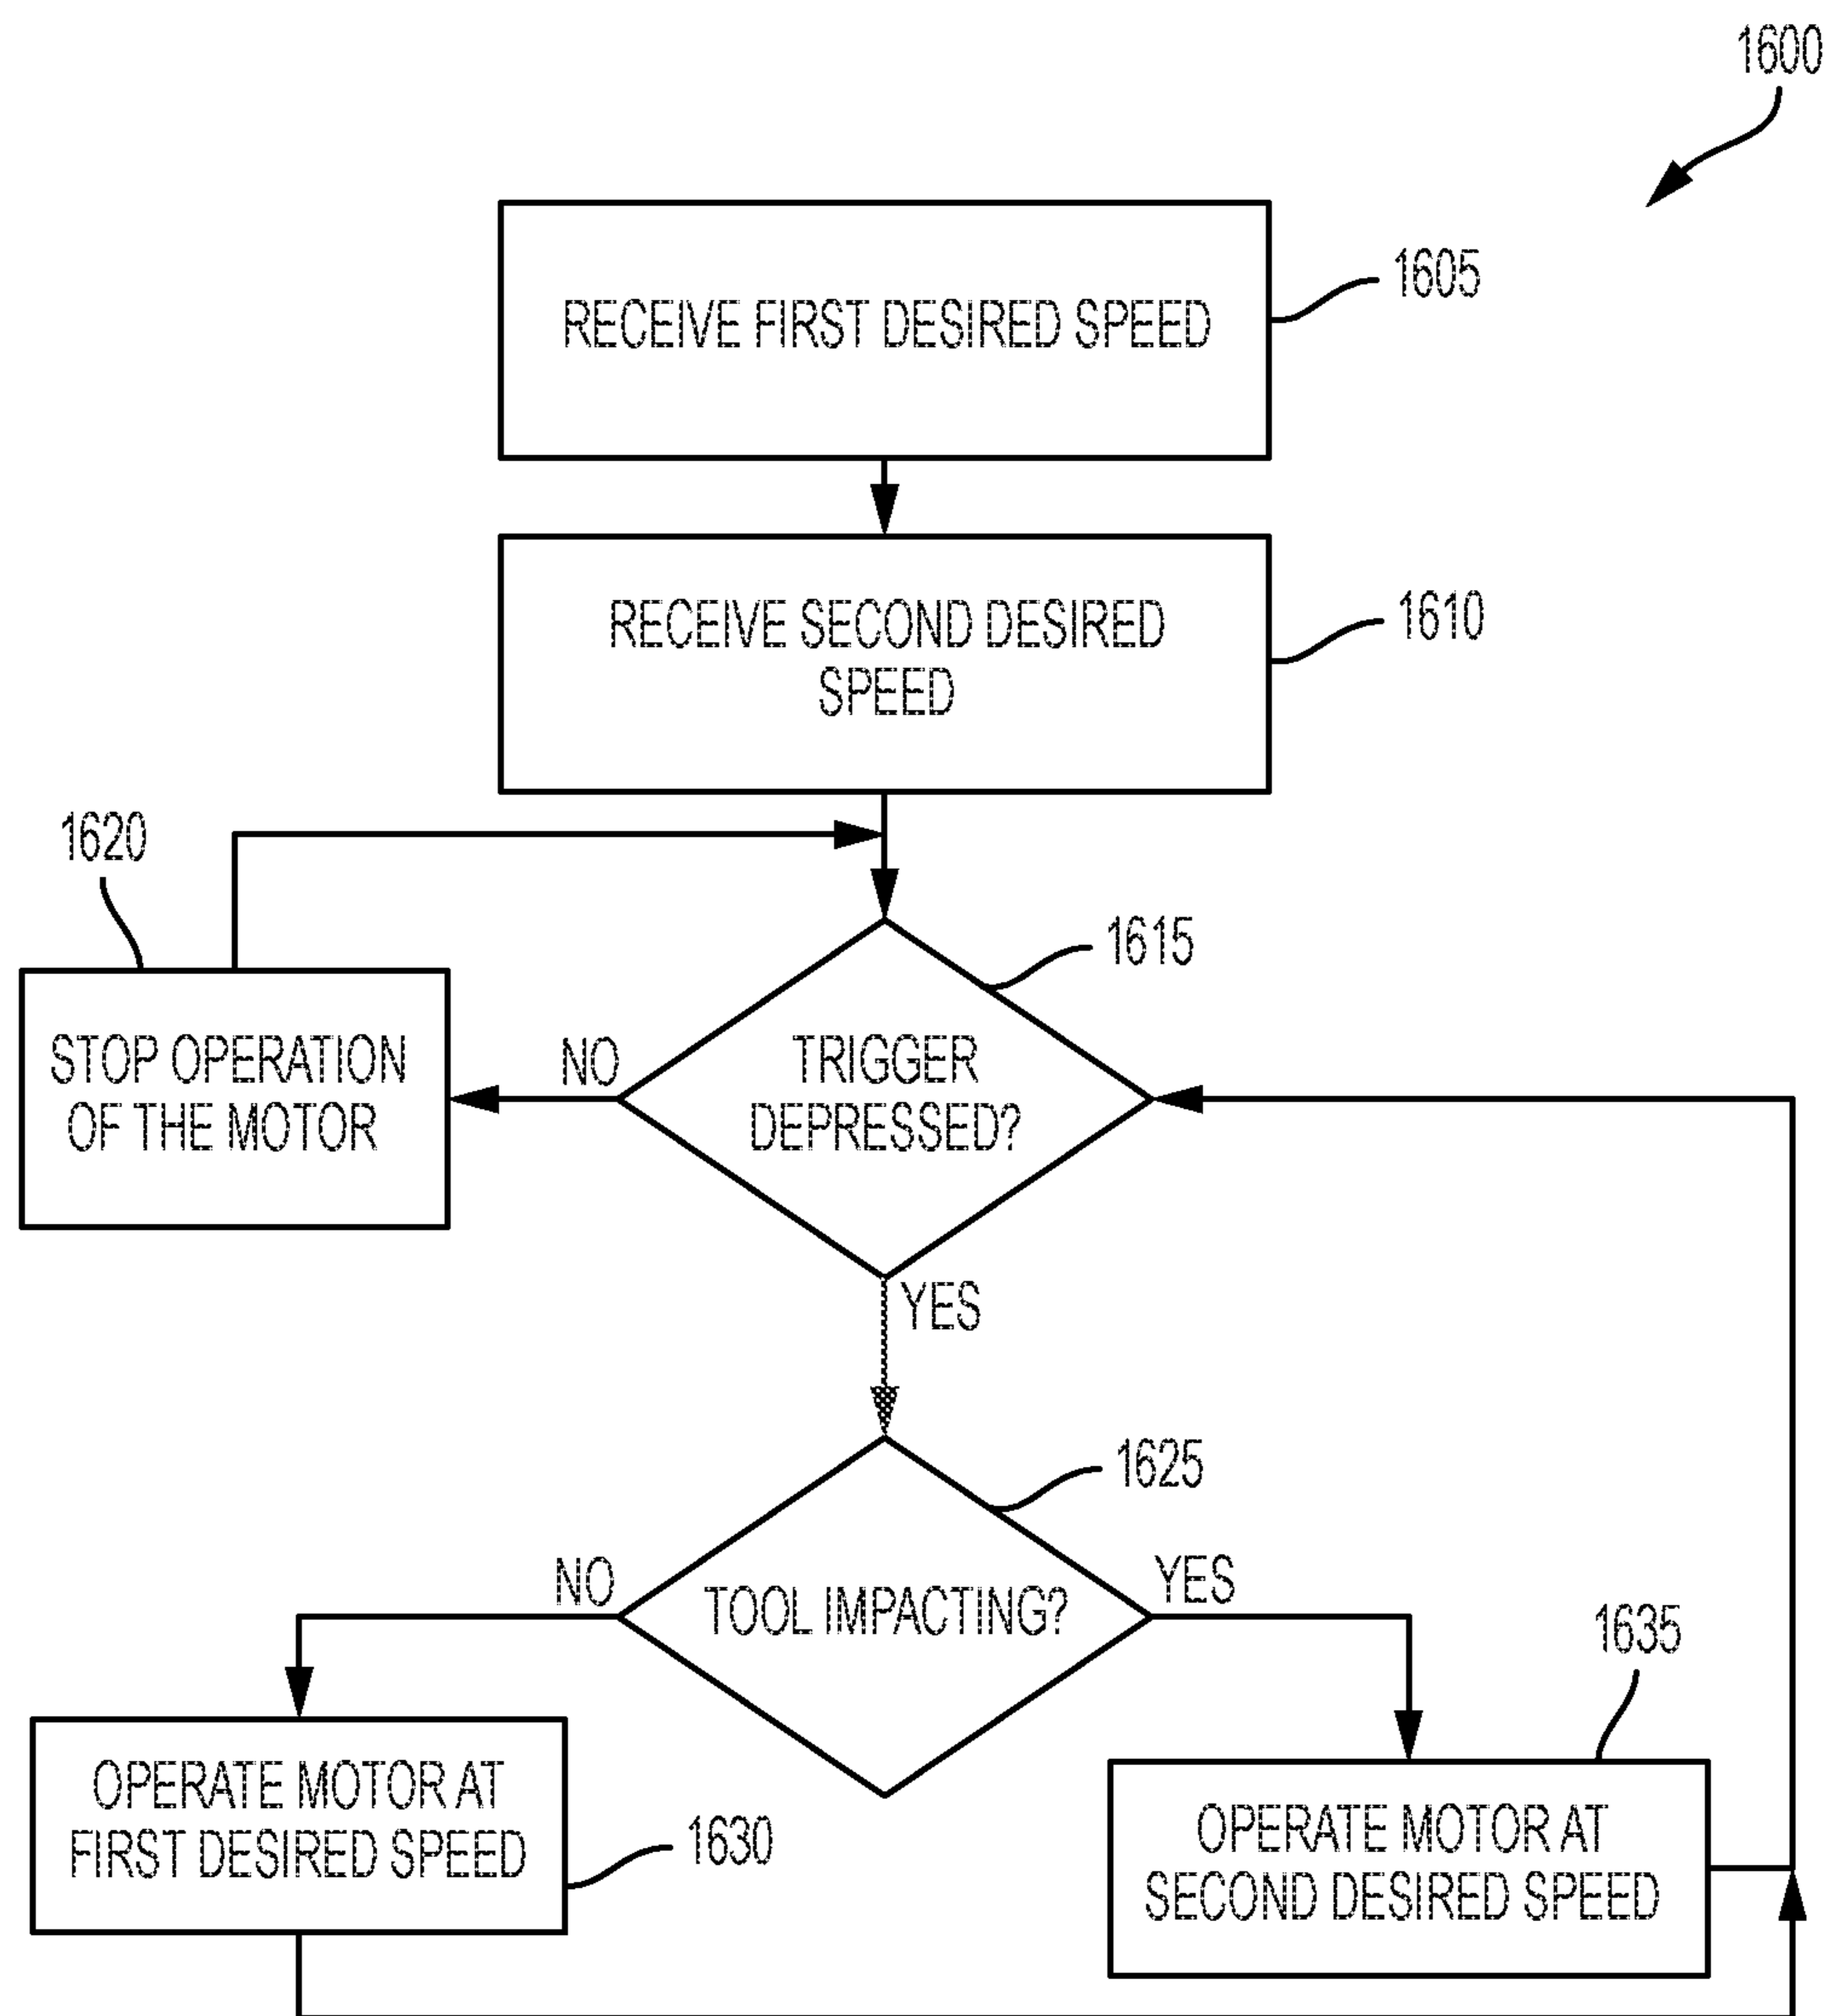 1600
RECEIVE FIRST DESIRED SPEED
1605
RECEIVE SECOND DESIRED
SPEED
1610
1620
1615
STOP OPERATION
OF THE MOTOR
NO
TRIGGER
DEPRESSED?
YES
1625
NO
TOOL IMPACTING?
YES
1635
OPERATE MOTOR AT
FIRST DESIRED SPEED
1630
OPERATE MOTOR AT
SECOND DESIRED SPEED